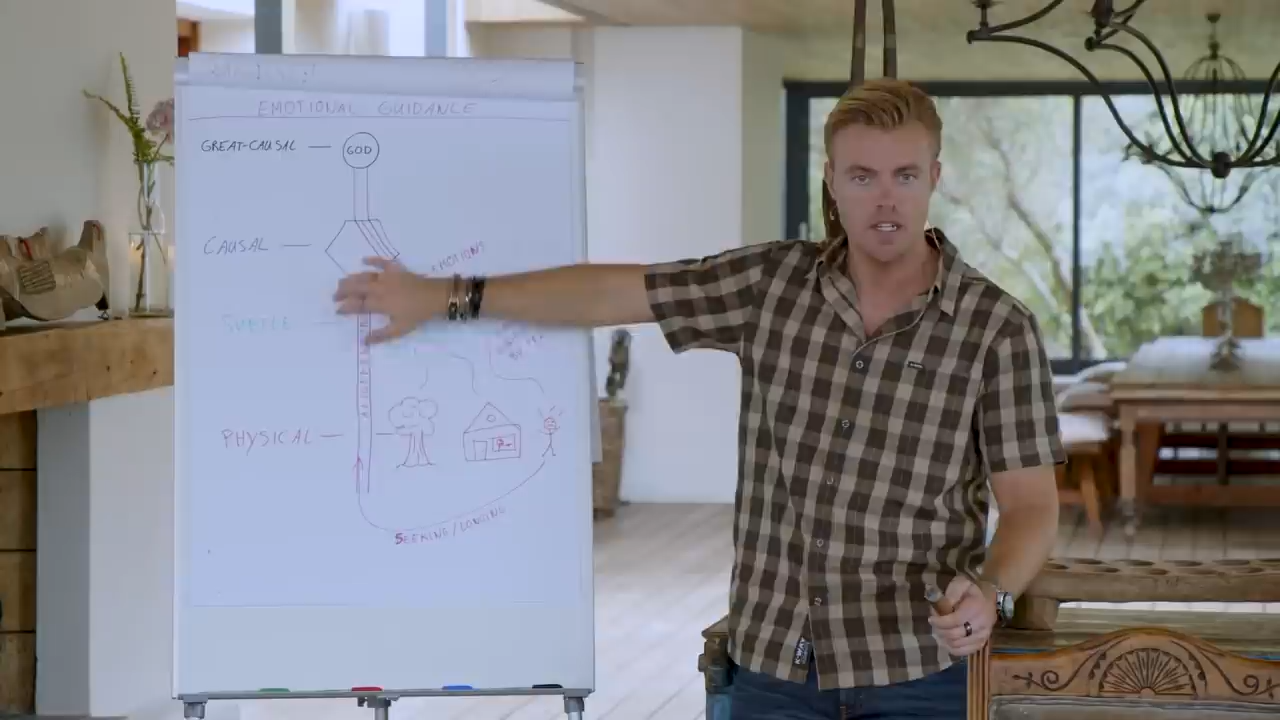 EMOTIONAL GUIDANCE
GREAT-CAUSAL
GOD
CAUSAL
EMOTIONS
SUBTLE
PHYSICAL
SEEKING/LONGING